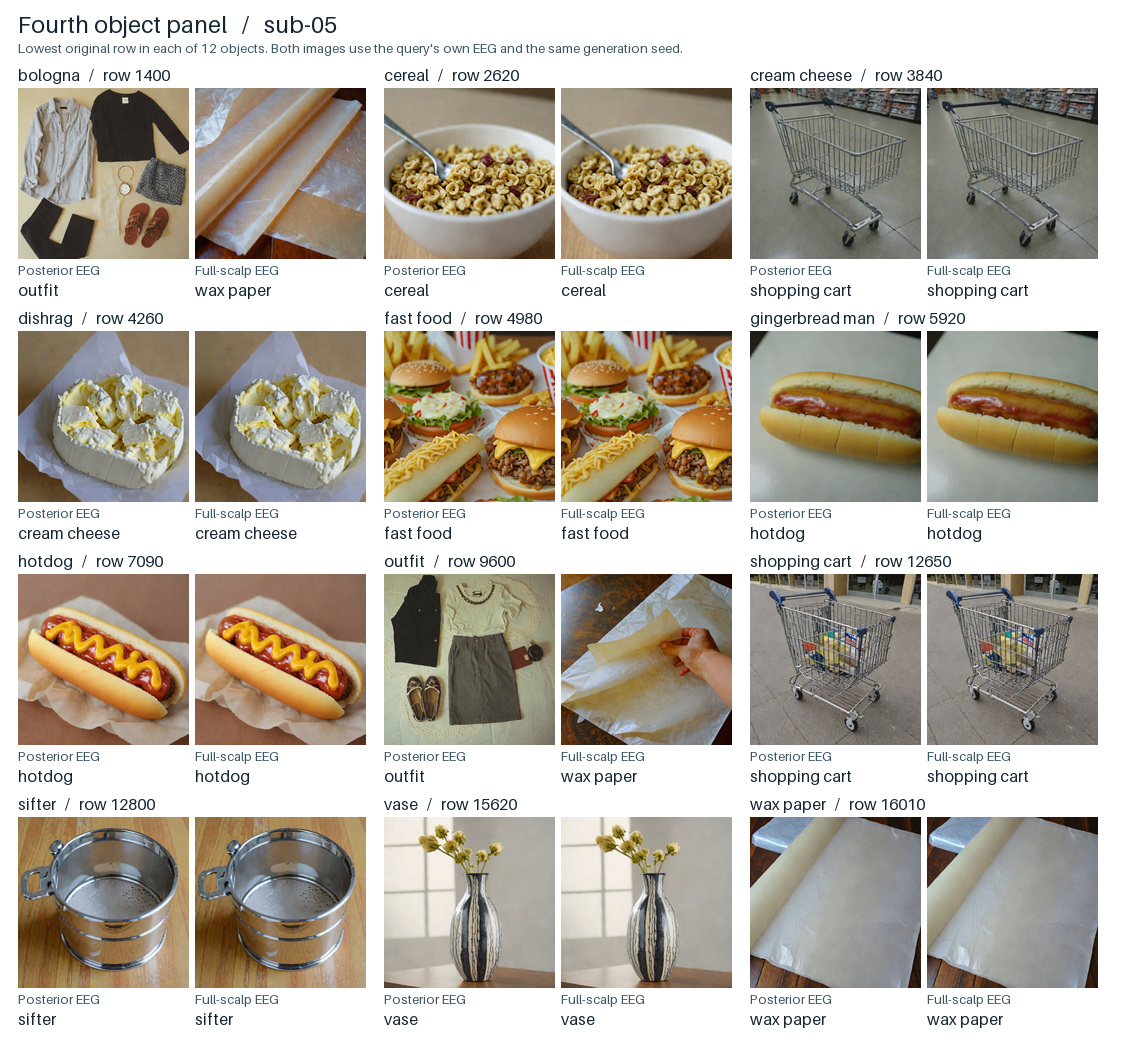 Fourth object panel / sub-05
Lowest original row in each of 12 objects. Both images use the query's own EEG and the same generation seed.
bologna / row 1400
cereal / row 2620
cream cheese / row 3840
Posterior EEG
Full-scalp EEG
Posterior EEG
Full-scalp EEG
Posterior EEG
Full-scalp EEG
outfit
wax paper
cereal
cereal
shopping cart
shopping cart
dishrag / row 4260
fast food / row 4980
gingerbread man / row 5920
Posterior EEG
Full-scalp EEG
Posterior EEG
Full-scalp EEG
Posterior EEG
Full-scalp EEG
cream cheese
cream cheese
fast food
fast food
hotdog
hotdog
hotdog / row 7090
outfit / row 9600
shopping cart / row 12650
Posterior EEG
Full-scalp EEG
Posterior EEG
Full-scalp EEG
Posterior EEG
Full-scalp EEG
hotdog
hotdog
outfit
wax paper
shopping cart
shopping cart
sifter / row 12800
vase / row 15620
wax paper / row 16010
Posterior EEG
Full-scalp EEG
Posterior EEG
Full-scalp EEG
Posterior EEG
Full-scalp EEG
sifter
sifter
vase
vase
wax paper
wax paper